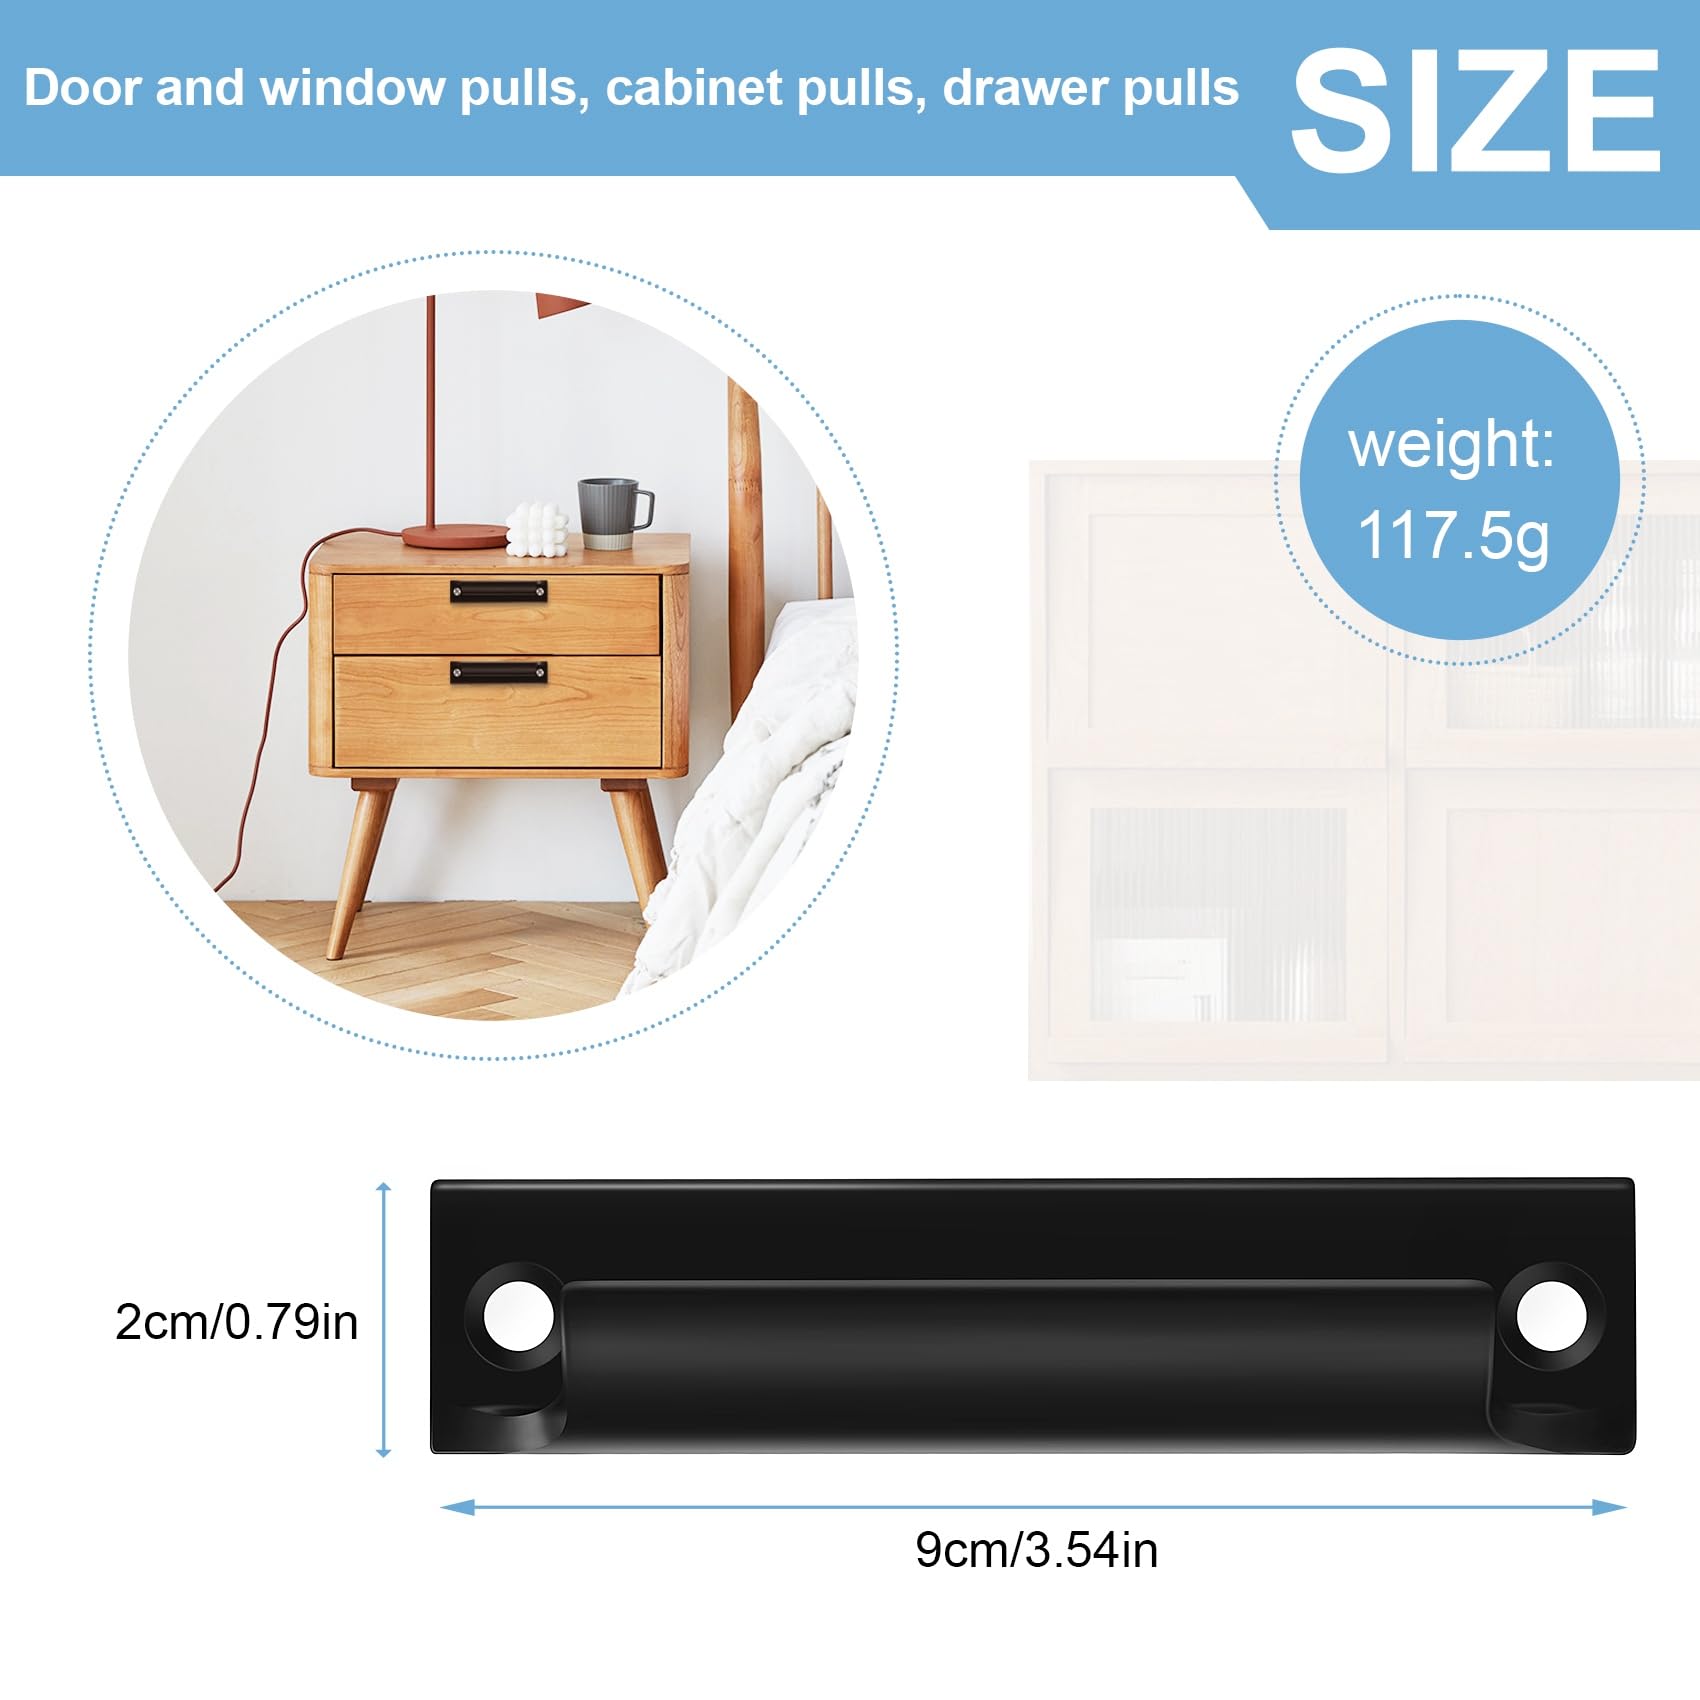 Door and window pulls, cabinet pulls, drawer pulls
SIZE
weight:
117.5g
2cm/0.79in
9cm/3.54in